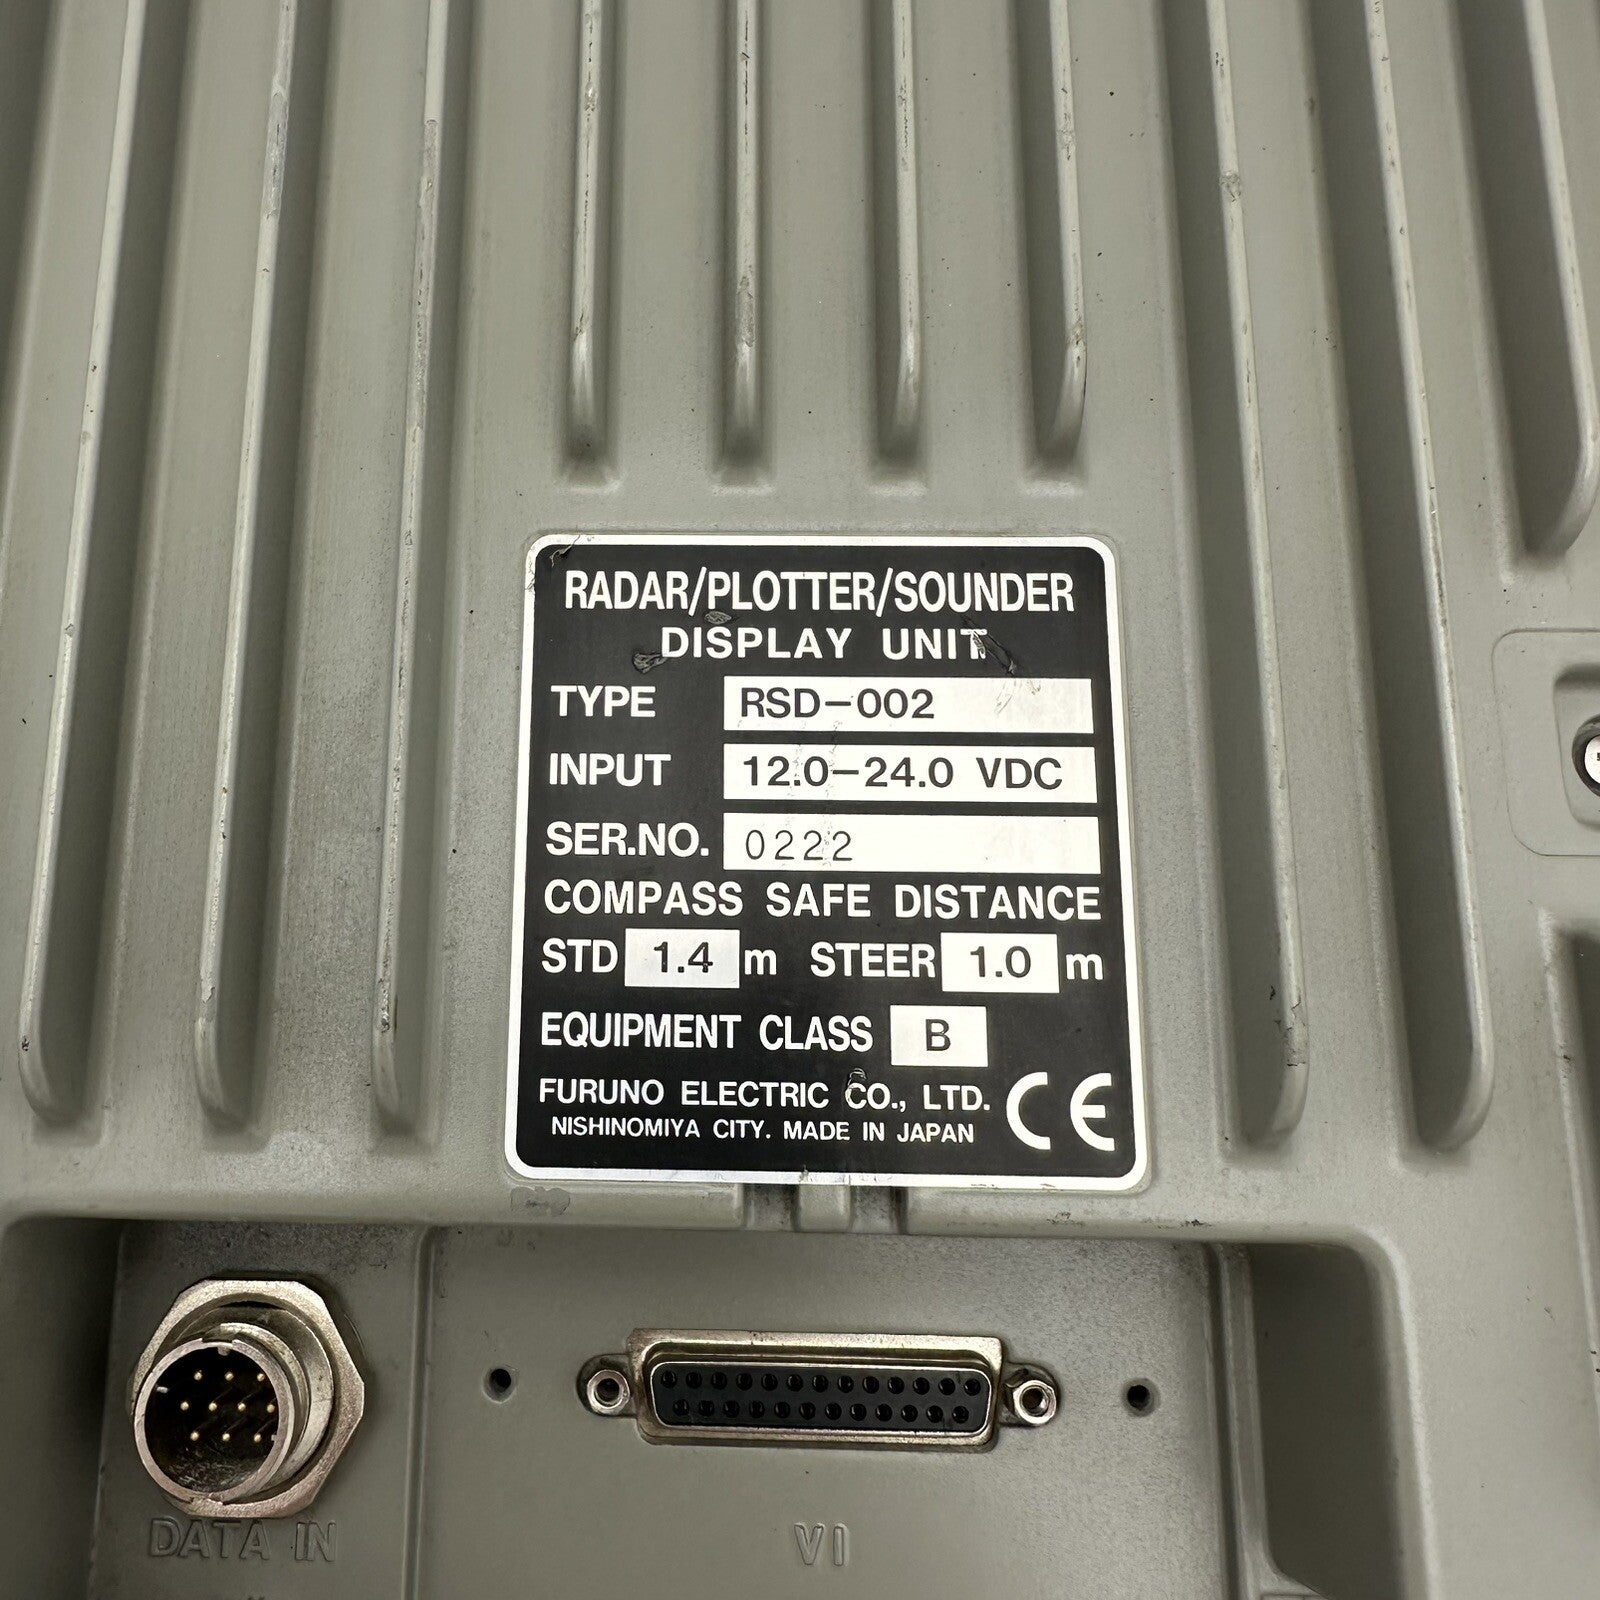 RADAR/PLOTTER/SOUNDER
DISPLAY UNIT
TYPE RSD-002
INPUT 12.0-24.0 VDC
SER.NO. 0222
COMPASS SAFE DISTANCE
STD 1.4 m STEER 1.0 m
EQUIPMENT CLASS B
FURUNO ELECTRIC CO., LTD. CE
NISHINOMIYA CITY. MADE IN JAPAN
DATA IN VI